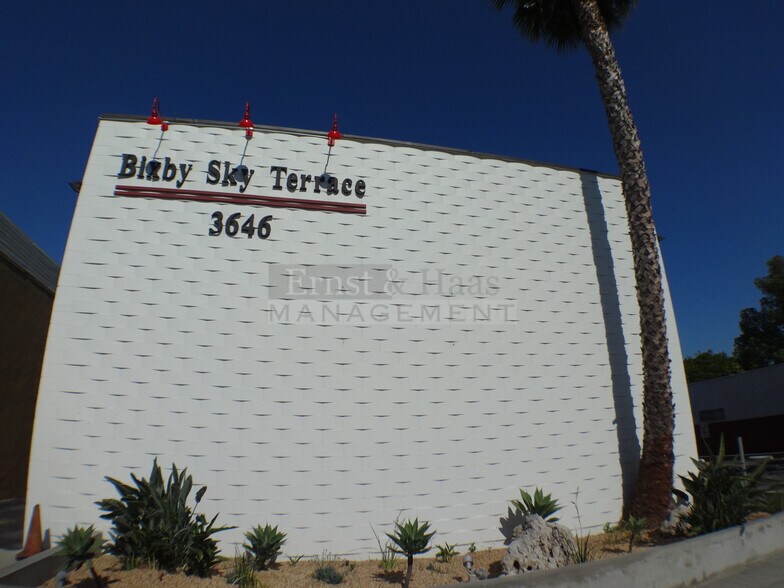 Bixby Sky Terrace
3646
Ernst & Haas
MANAGEMENT